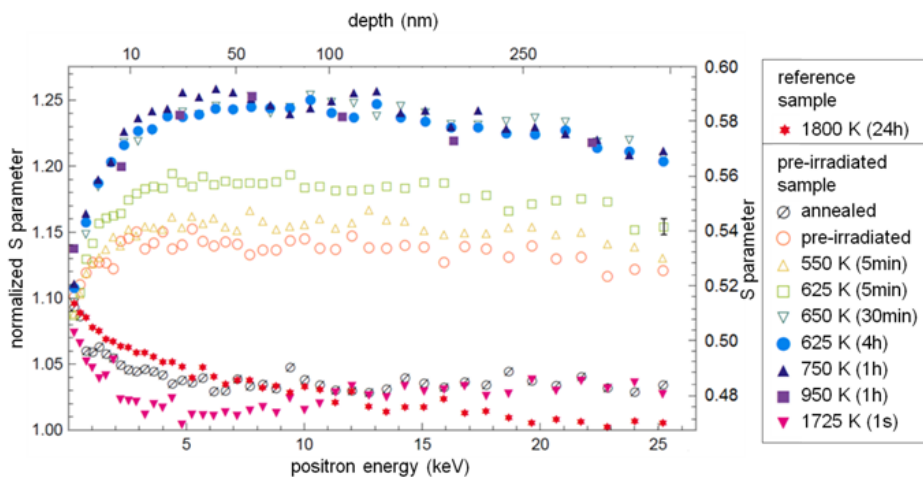 depth (nm)
10 50 100 250
normalized S parameter
1.25
1.20
1.15
1.10
1.05
1.00
0.60
0.58
0.56
0.54
0.52
0.50
0.48
S parameter
5 10 15 20 25
positron energy (keV)
reference
sample
1800 K (24h)
pre-irradiated
sample
annealed
pre-irradiated
550 K (5min)
625 K (5min)
650 K (30min)
625 K (4h)
750 K (1h)
950 K (1h)
1725 K (1s)